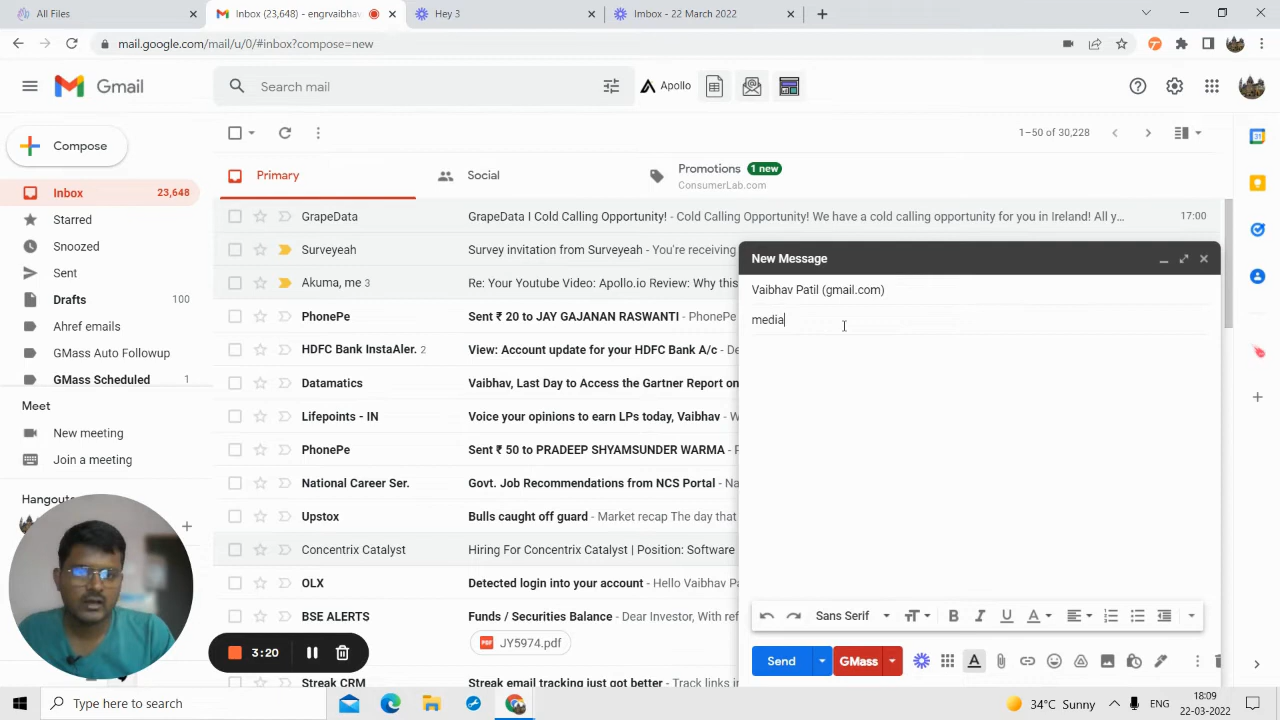 API
Inbox (23,648) - engrvaibhav
Hey 3
Inbox - 22 March 2022
mail.google.com/mail/u/0/#inbox?compose=new
Gmail
Search mail
Apollo
Compose
1–50 of 30,228
Inbox 23,648
Primary
Social
Promotions 1 new
ConsumerLab.com
Starred
Snoozed
Sent
Drafts 100
Ahref email
GMass Auto Followup
GMass Scheduled 1
Meet
New meeting
Join a meeting
Hangouts
GrapeData GrapeData I Cold Calling Opportunity! - Cold Calling Opportunity! We have a cold calling opportunity for you in Ireland! All y... 17:00
Surveyeah Survey invitation from Surveyeah - You're receiving
Akuma, me 3 Re: Your Youtube Video: Apollo.io Review: Why this
PhonePe Sent ₹ 20 to JAY GAJANAN RASWANTI - PhonePe
HDFC Bank InstaAler. 2 View: Account update for your HDFC Bank A/c - De
Datamatics Vaibhav, Last Day to Access the Gartner Report on
Lifepoints - IN Voice your opinions to earn LPs today, Vaibhav - W
PhonePe Sent ₹ 50 to PRADEEP SHYAMSUNDER WARMA - P
National Career Ser. Govt. Job Recommendations from NCS Portal - Na
Upstox Bulls caught off guard - Market recap The day that
Concentrix Catalyst Hiring For Concentrix Catalyst | Position: Software
OLX Detected login into your account - Hello Vaibhav Pa
BSE ALERTS Funds / Securities Balance - Dear Investor, With ref
JY5974.pdf
Streak CRM Streak email tracking just got better - Track links i
New Message
Vaibhav Patil (gmail.com)
media
Sans Serif
Send
GMass
3:20
Type here to search
34°C Sunny
ENG
18:09
22-03-2022